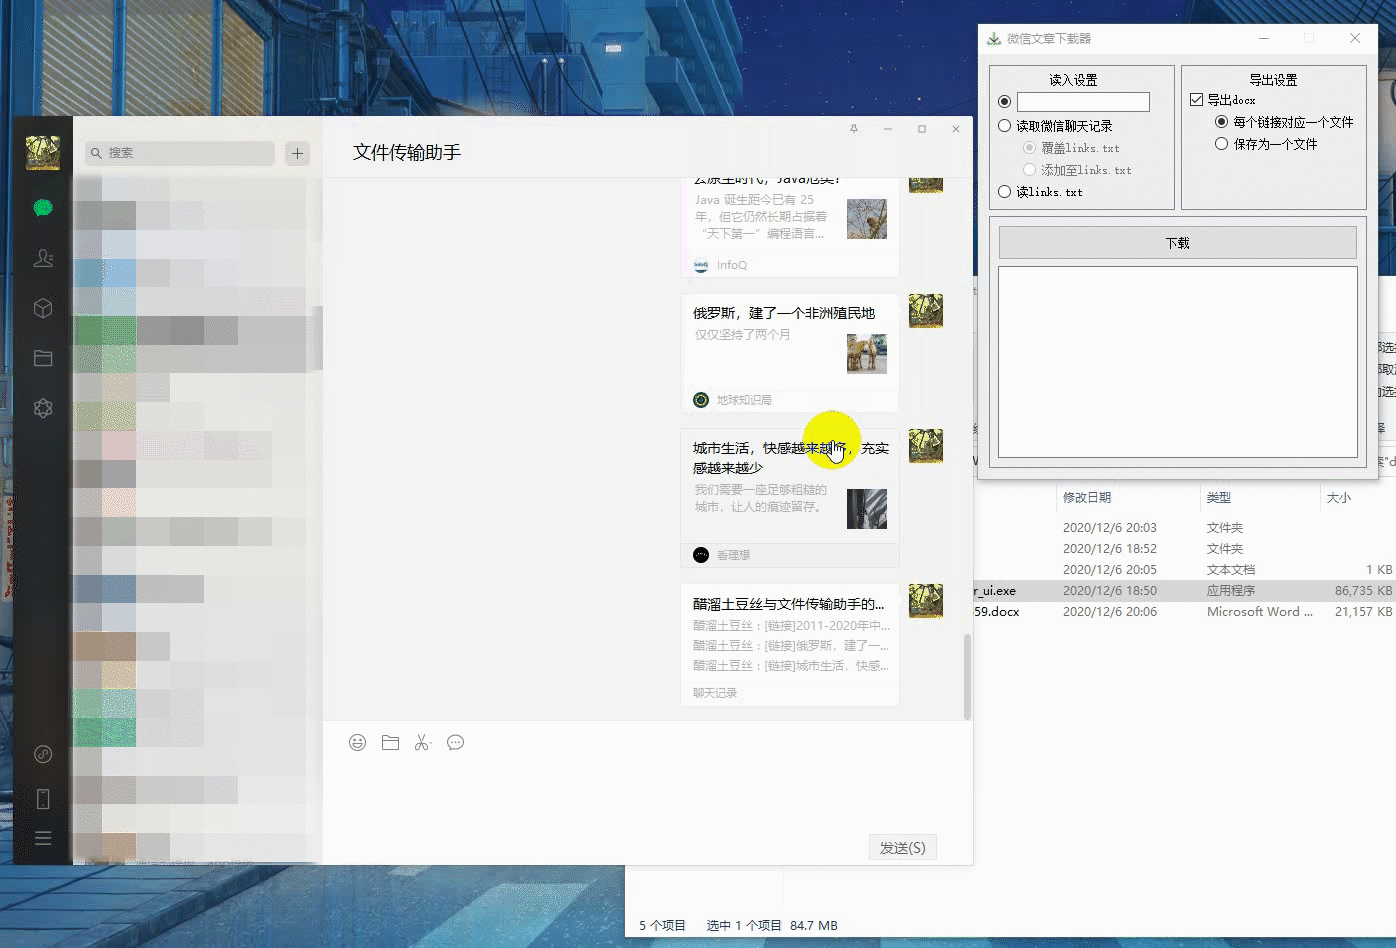 搜索
文件传输助手
云原生时代，Java危矣？
Java 诞生距今已有 25
年，但它仍然长期占据着
“天下第一”编程语言...
InfoQ
俄罗斯，建了一个非洲殖民地
仅仅坚持了两个月
地球知识局
城市生活，快感越来越多，充实
感越来越少
我们需要一座足够粗糙的
城市，让人的痕迹留存。
看理想
醋溜土豆丝与文件传输助手的...
醋溜土豆丝：[链接]2011-2020年中...
醋溜土豆丝：[链接]俄罗斯，建了一...
醋溜土豆丝：[链接]城市生活，快感...
聊天记录
发送(S)
微信文章下载器
读入设置
读取微信聊天记录
覆盖links.txt
添加至links.txt
读links.txt
导出设置
导出docx
每个链接对应一个文件
保存为一个文件
下载
修改日期 类型 大小
2020/12/6 20:03 文件夹
2020/12/6 18:52 文件夹
2020/12/6 20:05 文本文档 1 KB
r_ui.exe 2020/12/6 18:50 应用程序 86,735 KB
59.docx 2020/12/6 20:06 Microsoft Word ... 21,157 KB
5 个项目 选中 1 个项目 84.7 MB